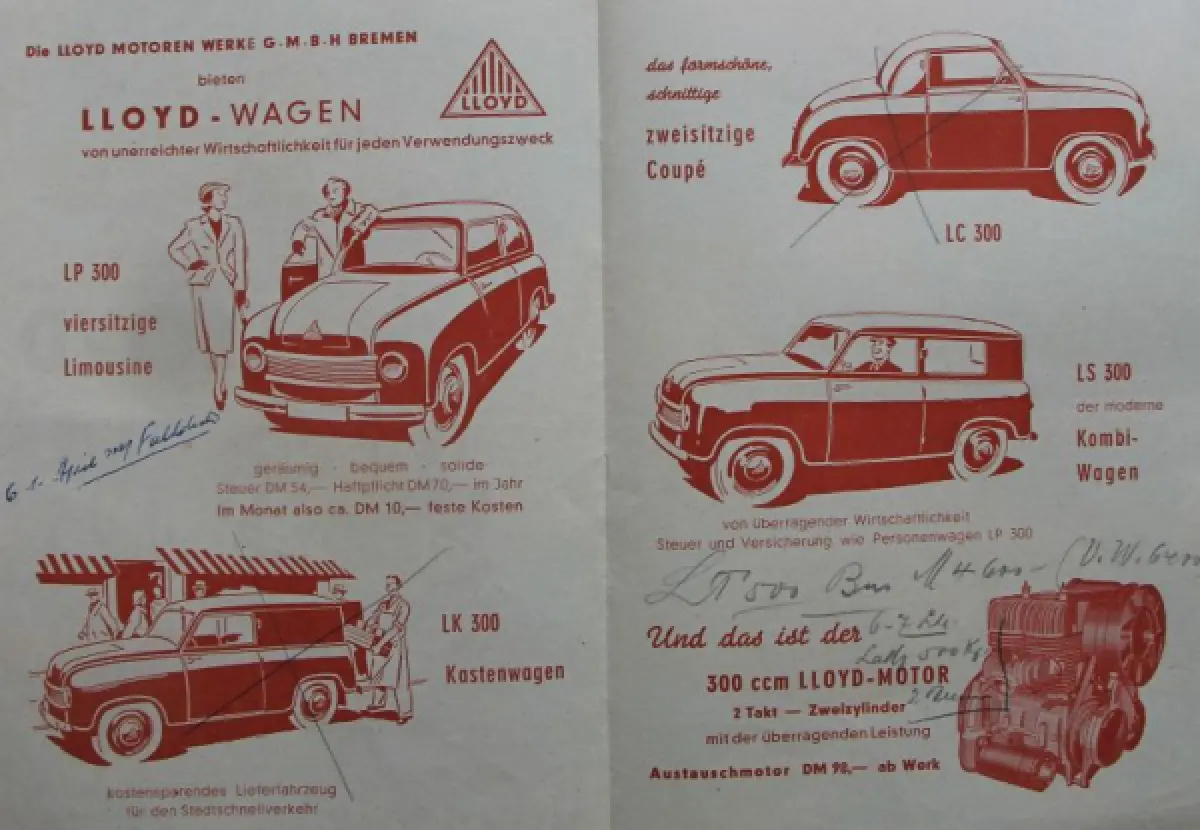 Die LLOYD MOTOREN WERKE G·M·B·H BREMEN
bieten
LLOYD - WAGEN
von unerreichter Wirtschaftlichkeit für jeden Verwendungszweck
LLOYD
LP 300
viersitzige
Limousine
geräumig · bequem · solide
Steuer DM 54,— Haftpflicht DM 70,— im Jahr
Im Monat also ca. DM 10,— feste Kosten
LK 300
Kastenwagen
kostensparendes Lieferfahrzeug
für den Stadtschnellverkehr
das formschöne,
schnittige
zweisitzige
Coupé
LC 300
LS 300
der moderne
Kombi-
Wagen
von überragender Wirtschaftlichkeit
Steuer und Versicherung wie Personenwagen LP 300
LT 500 Bus
Und das ist der
300 ccm LLOYD-MOTOR
2 Takt — Zweizylinder
mit der überragenden Leistung
Austauschmotor DM 98,— ab Werk